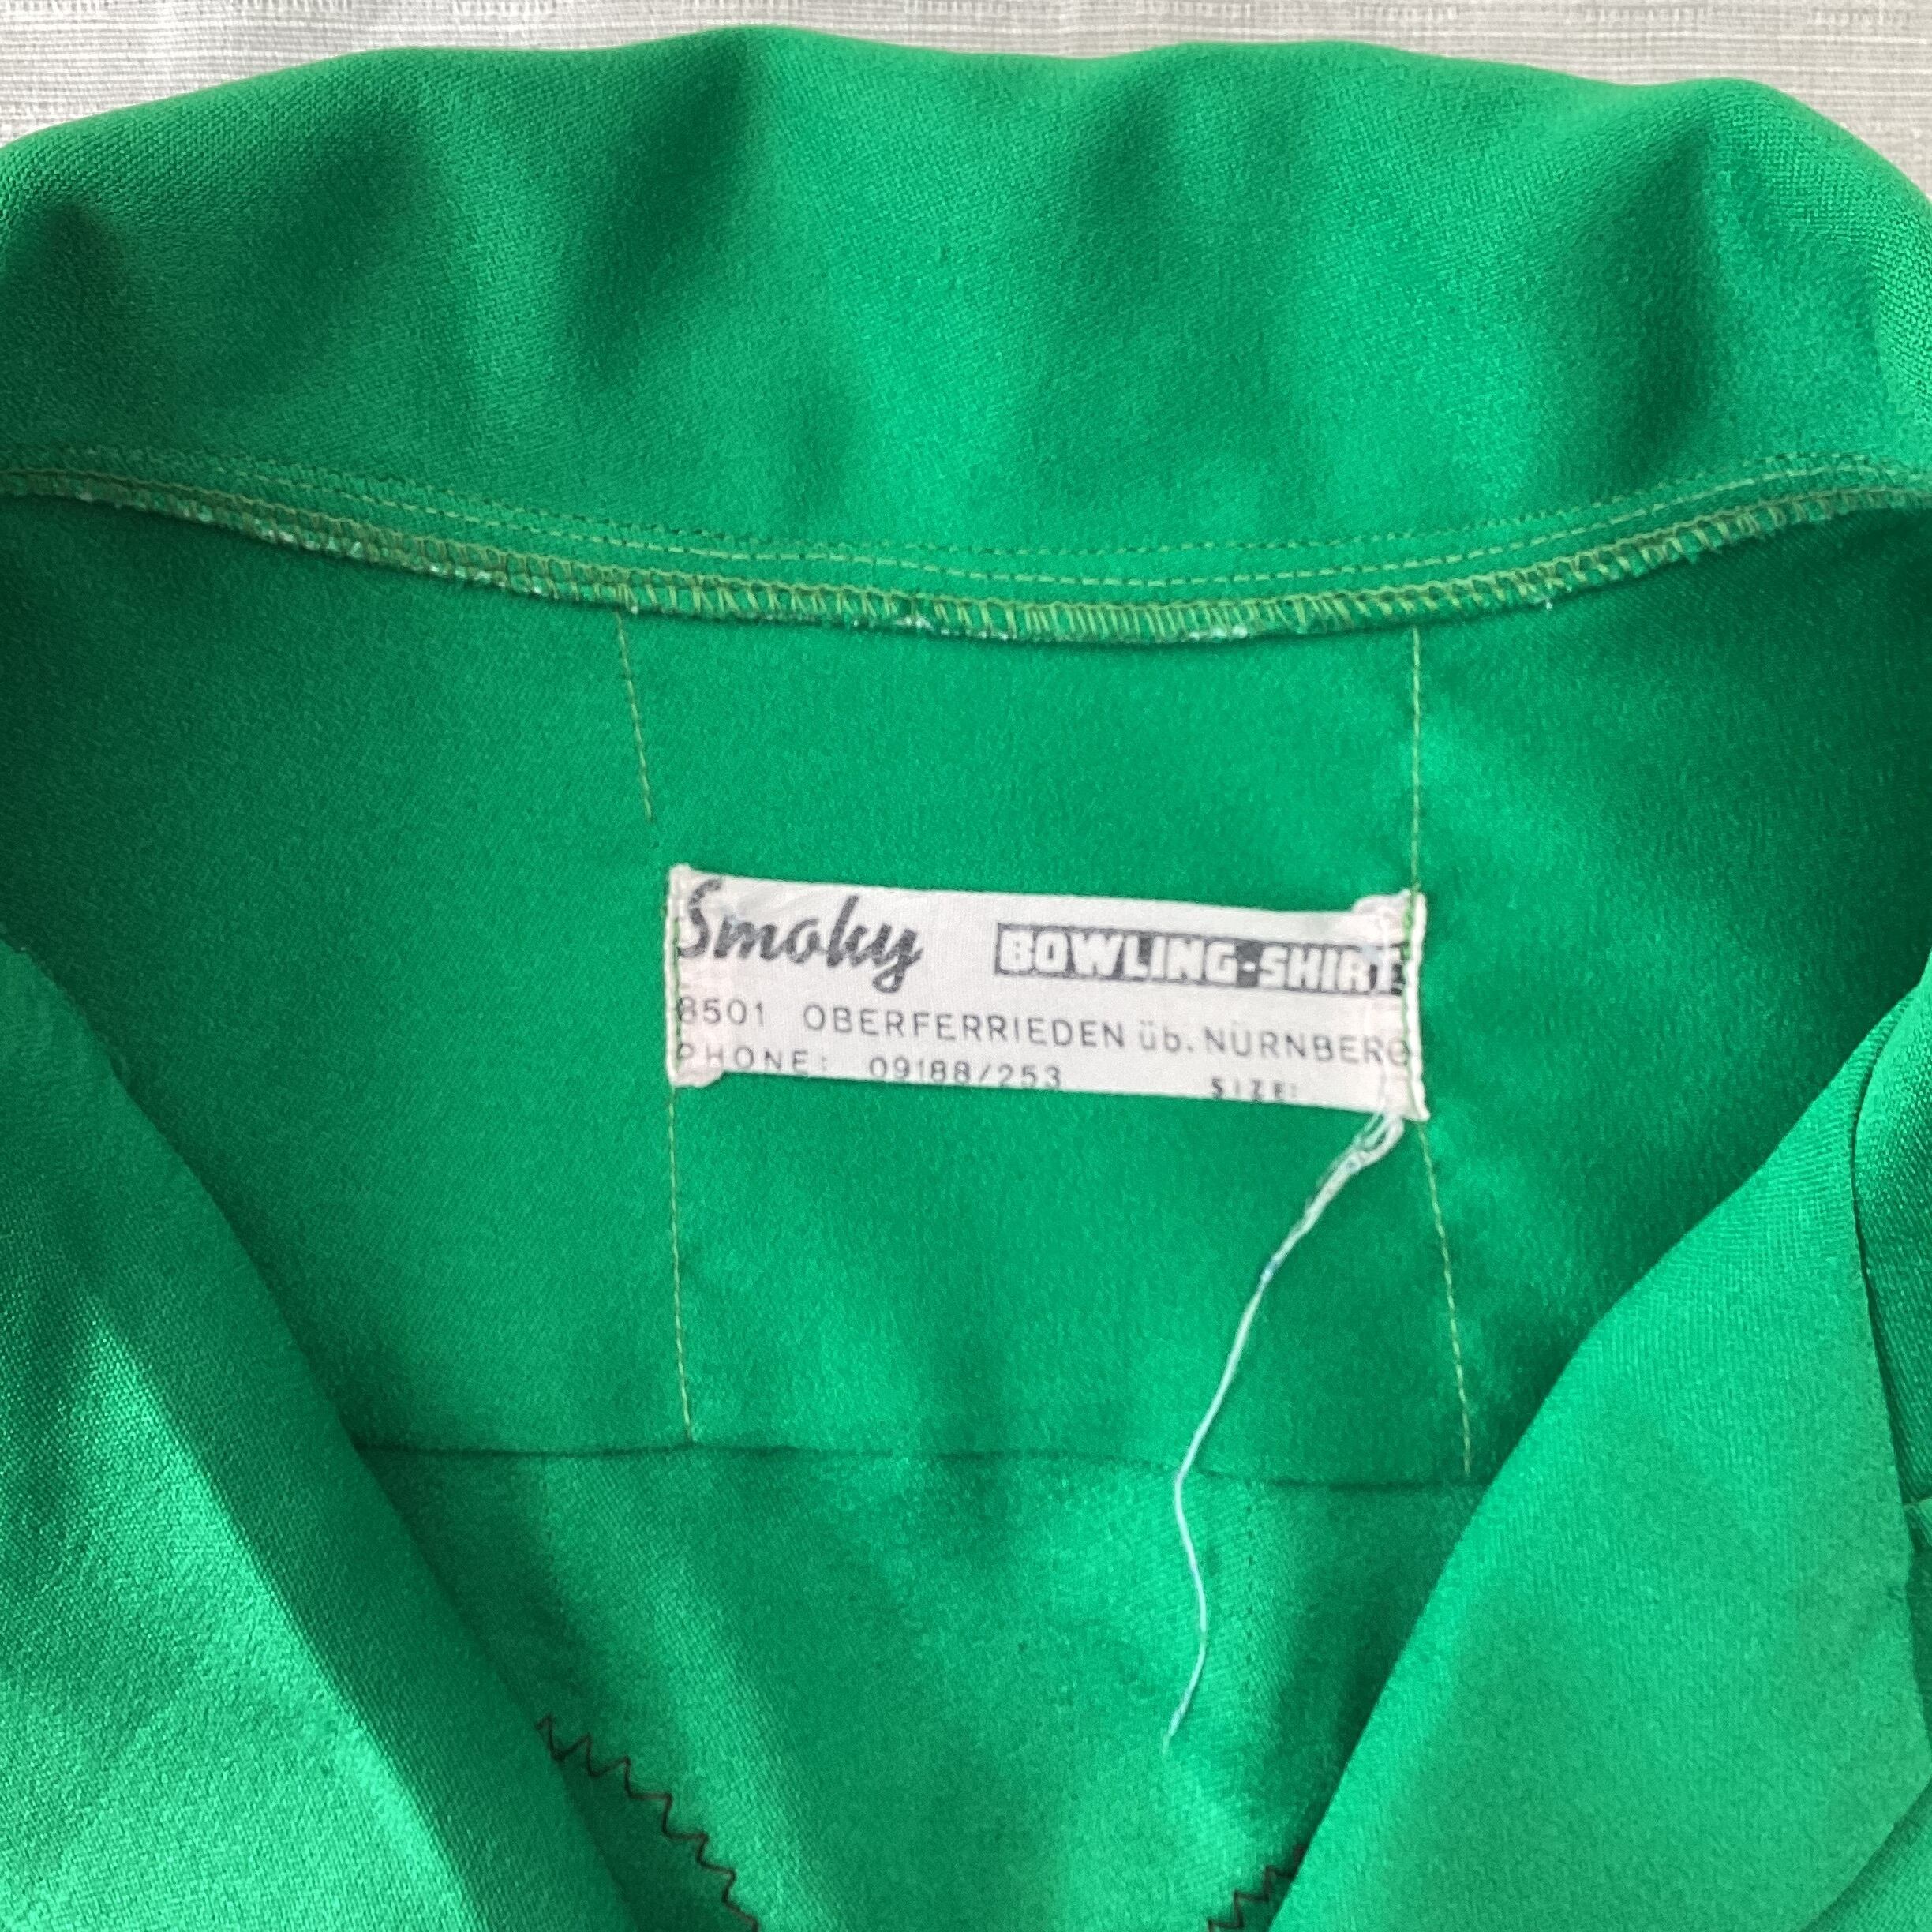 Smoky BOWLING-SHIRT
8501 OBERFERRIEDEN üb. NÜRNBERG
PHONE: 09188/253 SIZE: